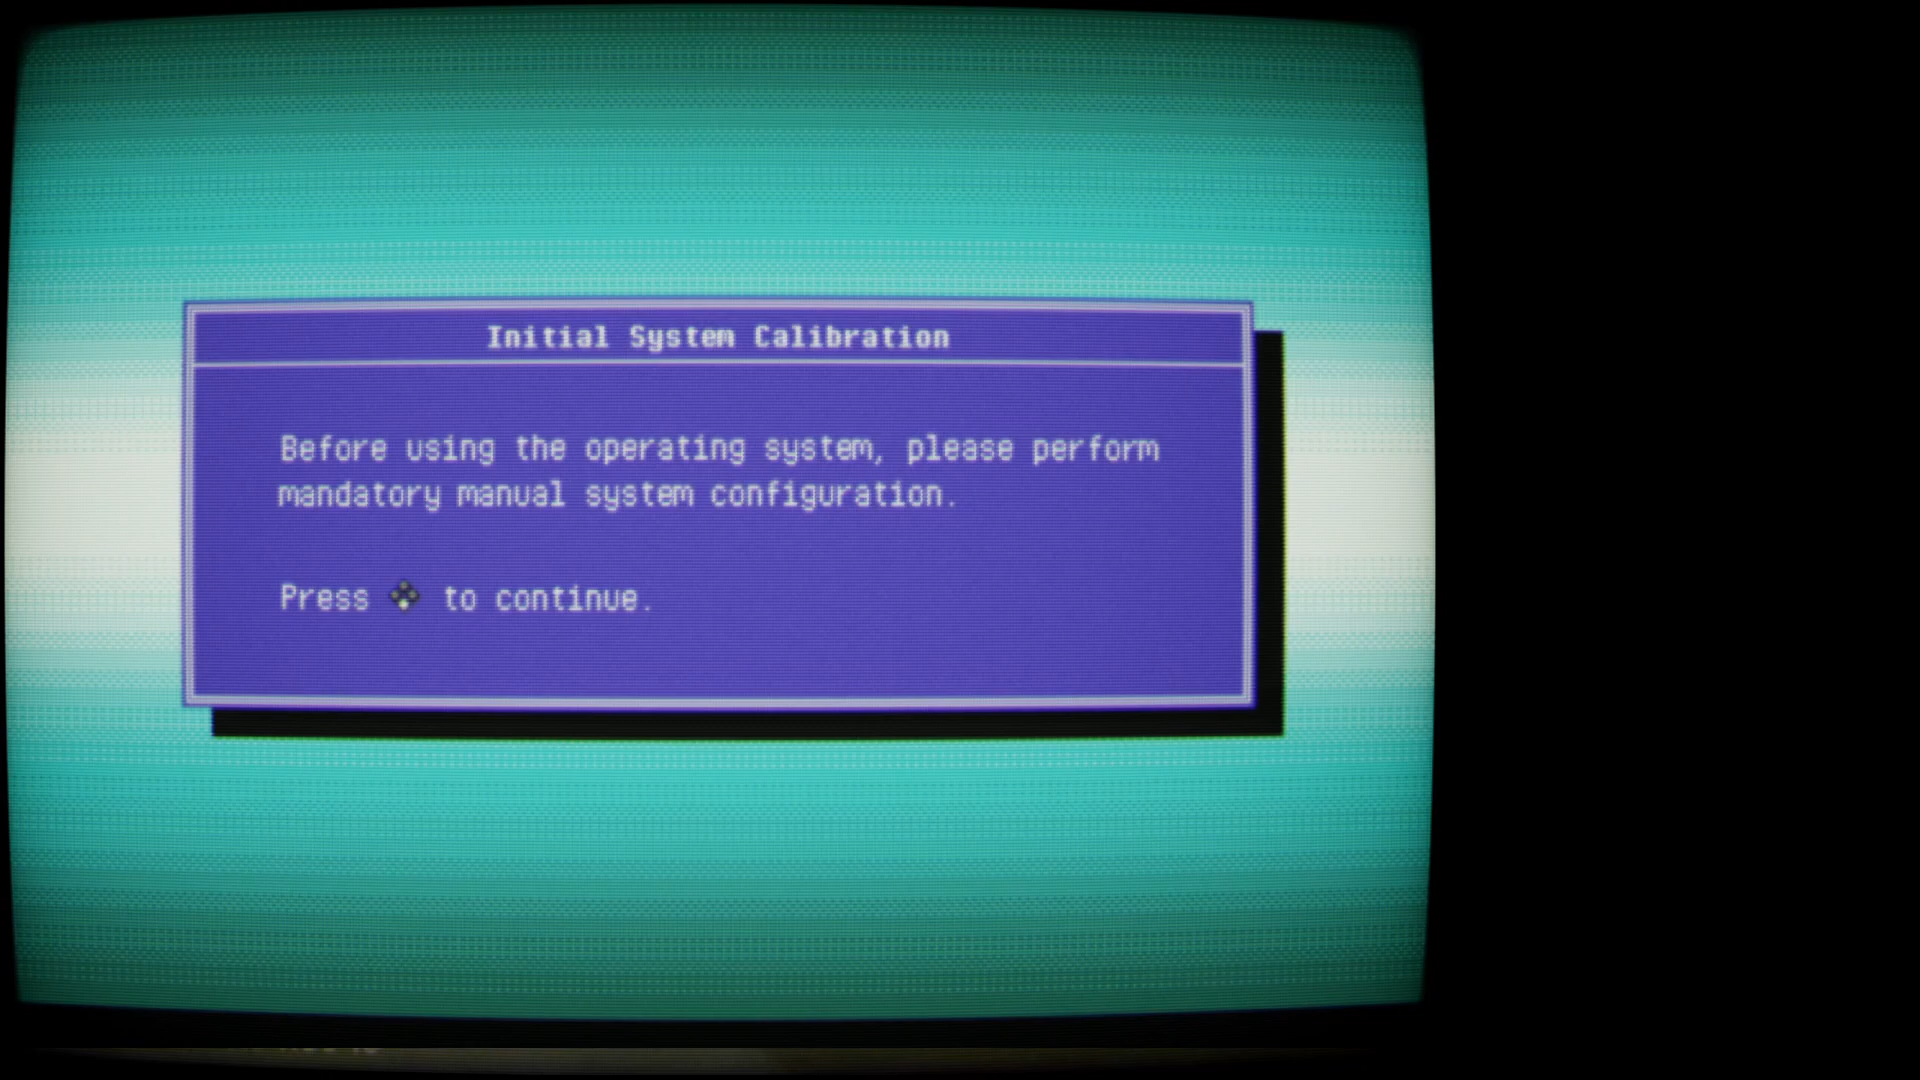 Initial System Calibration
Before using the operating system, please perform
mandatory manual system configuration.
Press to continue.